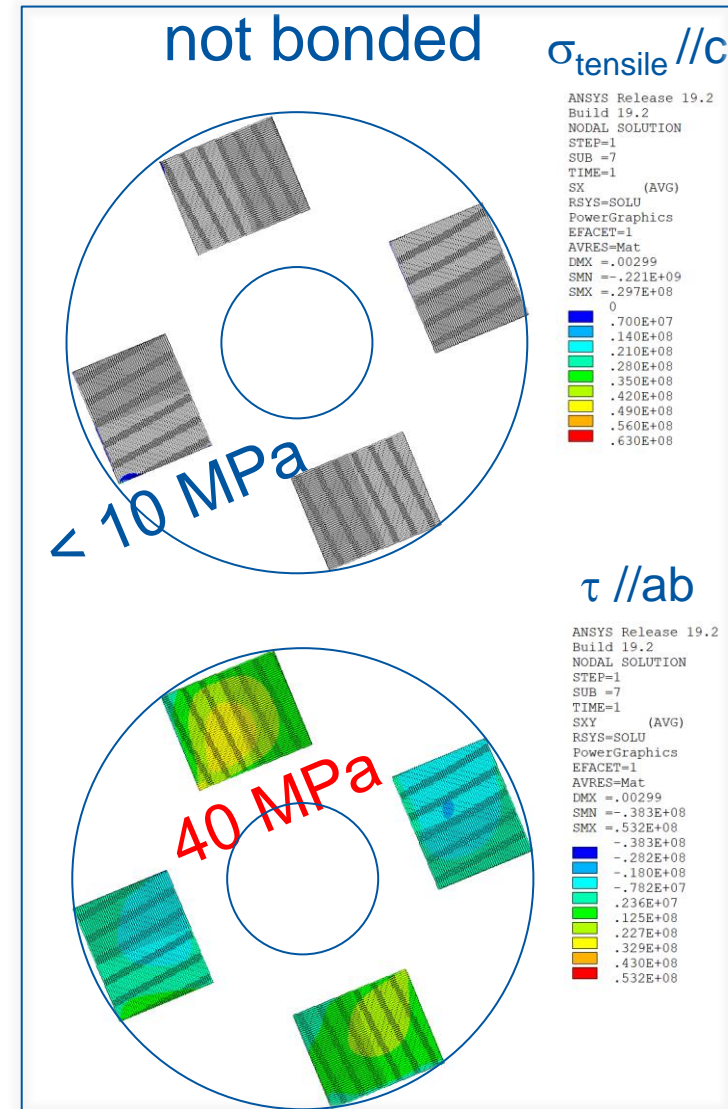 not bonded
σtensile //c
ANSYS Release 19.2
Build 19.2
NODAL SOLUTION
STEP=1
SUB =7
TIME=1
SX (AVG)
RSYS=SOLU
PowerGraphics
EFACET=1
AVRES=Mat
DMX =.00299
SMN =-.221E+09
SMX =.297E+08
0
.700E+07
.140E+08
.210E+08
.280E+08
.350E+08
.420E+08
.490E+08
.560E+08
.630E+08
< 10 MPa
τ //ab
ANSYS Release 19.2
Build 19.2
NODAL SOLUTION
STEP=1
SUB =7
TIME=1
SXY (AVG)
RSYS=SOLU
PowerGraphics
EFACET=1
AVRES=Mat
DMX =.00299
SMN =-.383E+08
SMX =.532E+08
-.383E+08
-.282E+08
-.180E+08
-.782E+07
.236E+07
.125E+08
.227E+08
.329E+08
.430E+08
.532E+08
40 MPa